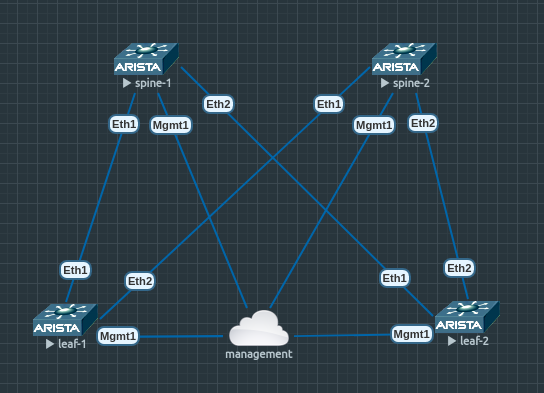 ARISTA
spine-1
ARISTA
spine-2
Eth1
Mgmt1
Eth2
Eth1
Mgmt1
Eth2
Eth1
Eth2
Eth1
Eth2
ARISTA
leaf-1
Mgmt1
management
Mgmt1
ARISTA
leaf-2